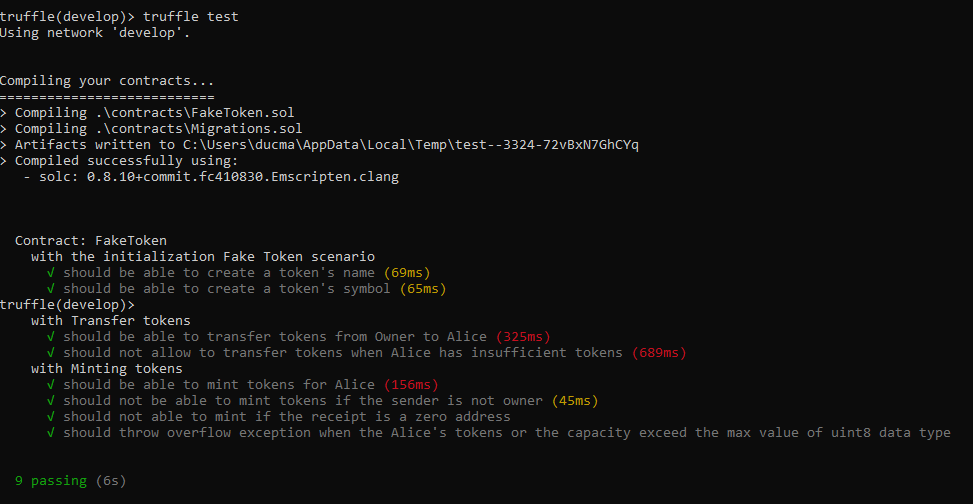 truffle(develop)> truffle test
Using network 'develop'.
Compiling your contracts...
===========================
> Compiling .\contracts\FakeToken.sol
> Compiling .\contracts\Migrations.sol
> Artifacts written to C:\Users\ducma\AppData\Local\Temp\test--3324-72vBxN7GhCYq
> Compiled successfully using:
- solc: 0.8.10+commit.fc410830.Emscripten.clang
Contract: FakeToken
with the initialization Fake Token scenario
√ should be able to create a token's name (69ms)
√ should be able to create a token's symbol (65ms)
truffle(develop)>
with Transfer tokens
√ should be able to transfer tokens from Owner to Alice (325ms)
√ should not allow to transfer tokens when Alice has insufficient tokens (689ms)
with Minting tokens
√ should be able to mint tokens for Alice (156ms)
√ should not be able to mint tokens if the sender is not owner (45ms)
√ should not able to mint if the receipt is a zero address
√ should throw overflow exception when the Alice's tokens or the capacity exceed the max value of uint8 data type
9 passing (6s)